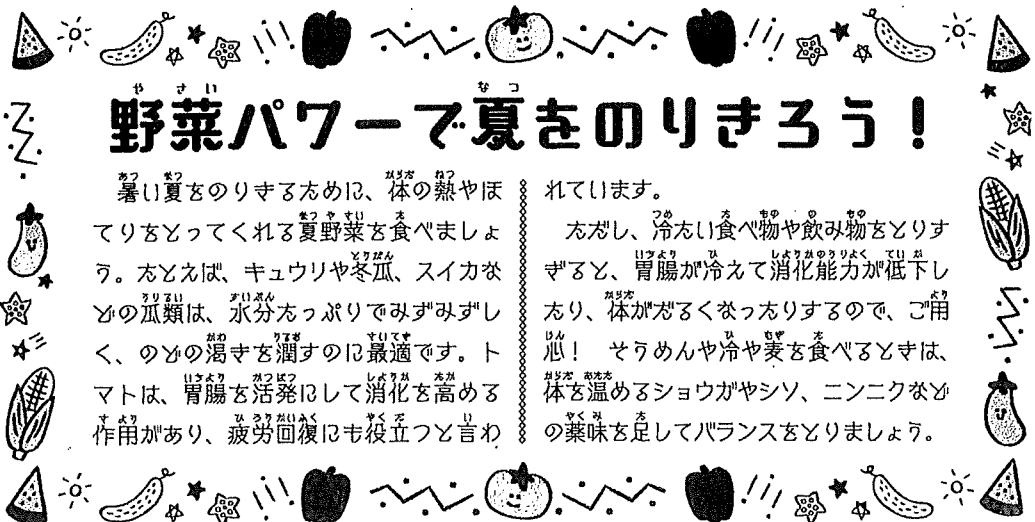 野菜パワーで夏をのりきろう！
暑い夏をのりきるために、体の熱やほ
てりをとってくれる夏野菜を食べましょ
う。たとえば、キュウリや冬瓜、スイカな
どの瓜類は、水分たっぷりでみずみずし
く、のどの渇きを潤すのに最適です。ト
マトは、胃腸を活発にして消化を高める
作用があり、疲労回復にも役立つと言わ
れています。
ただし、冷たい食べ物や飲み物をとりす
ぎると、胃腸が冷えて消化能力が低下し
たり、体がだるくなったりするので、ご用
心！　そうめんや冷や麦を食べるときは、
体を温めるショウガやシソ、ニンニクなど
の薬味を足してバランスをとりましょう。